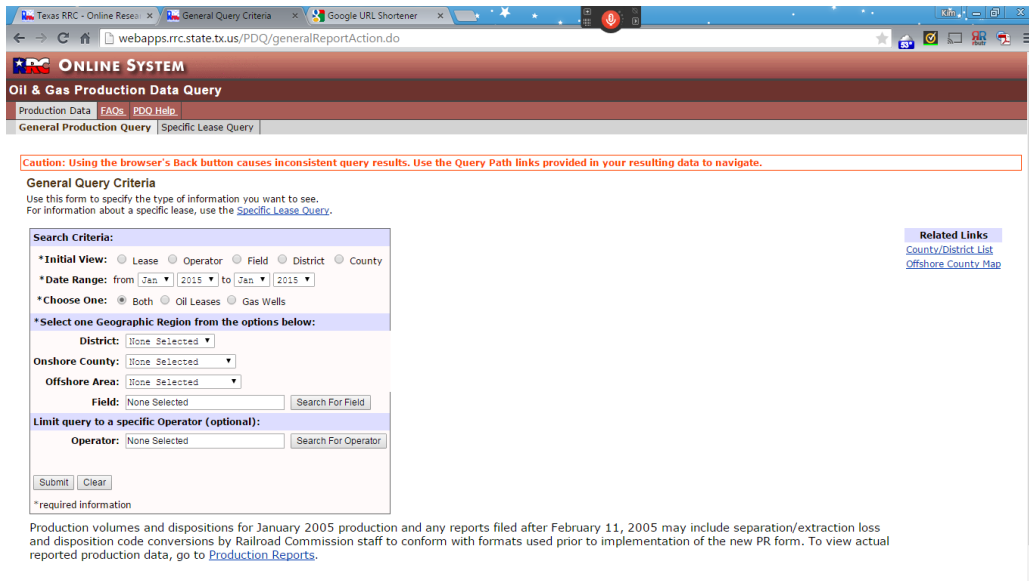 Texas RRC - Online Resea
General Query Criteria
Google URL Shortener
Kim
webapps.rrc.state.tx.us/PDQ/generalReportAction.do
53°
RR
rbutr
RRC ONLINE SYSTEM
Oil & Gas Production Data Query
Production Data FAQs PDQ Help
General Production Query Specific Lease Query
Caution: Using the browser's Back button causes inconsistent query results. Use the Query Path links provided in your resulting data to navigate.
General Query Criteria
Use this form to specify the type of information you want to see.
For information about a specific lease, use the Specific Lease Query.
Search Criteria:
*Initial View: Lease Operator Field District County
*Date Range: from Jan 2015 to Jan 2015
*Choose One: Both Oil Leases Gas Wells
*Select one Geographic Region from the options below:
District: None Selected
Onshore County: None Selected
Offshore Area: None Selected
Field: None Selected Search For Field
Limit query to a specific Operator (optional):
Operator: None Selected Search For Operator
Submit Clear
*required information
Related Links
County/District List
Offshore County Map
Production volumes and dispositions for January 2005 production and any reports filed after February 11, 2005 may include separation/extraction loss
and disposition code conversions by Railroad Commission staff to conform with formats used prior to implementation of the new PR form. To view actual
reported production data, go to Production Reports.